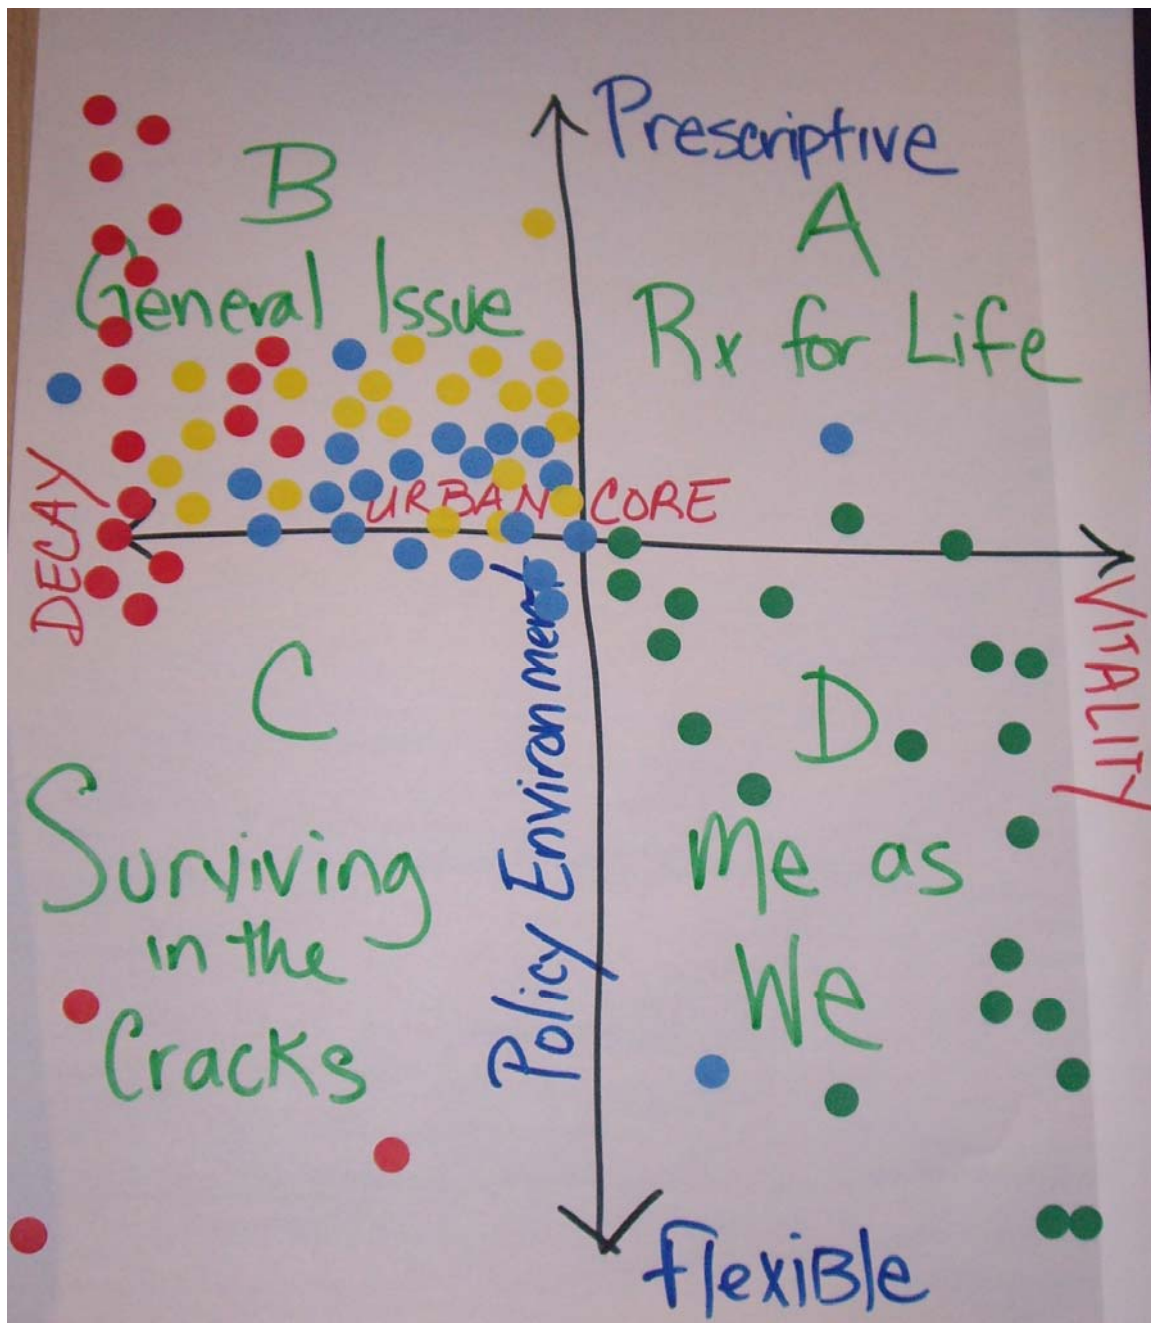 Prescriptive
B
General Issue
A
Rx for Life
DECAY
URBAN CORE
VITALITY
Policy Environment
C
Surviving
in the
Cracks
D
Me as
We
FlexiBle